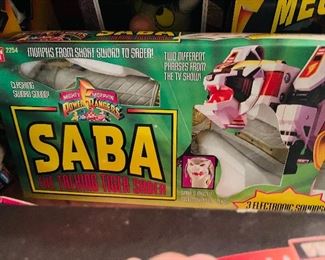 2254
MORPHS FROM SHORT SWORD TO SABER!
CLASHING
SWORD SOUND!
TWO DIFFERENT
PHRASES FROM
THE TV SHOW!
MIGHTY MORPHIN
POWER RANGERS
SABA
THE TALKING TIGER SABER
3 ELECTRONIC SOUNDS